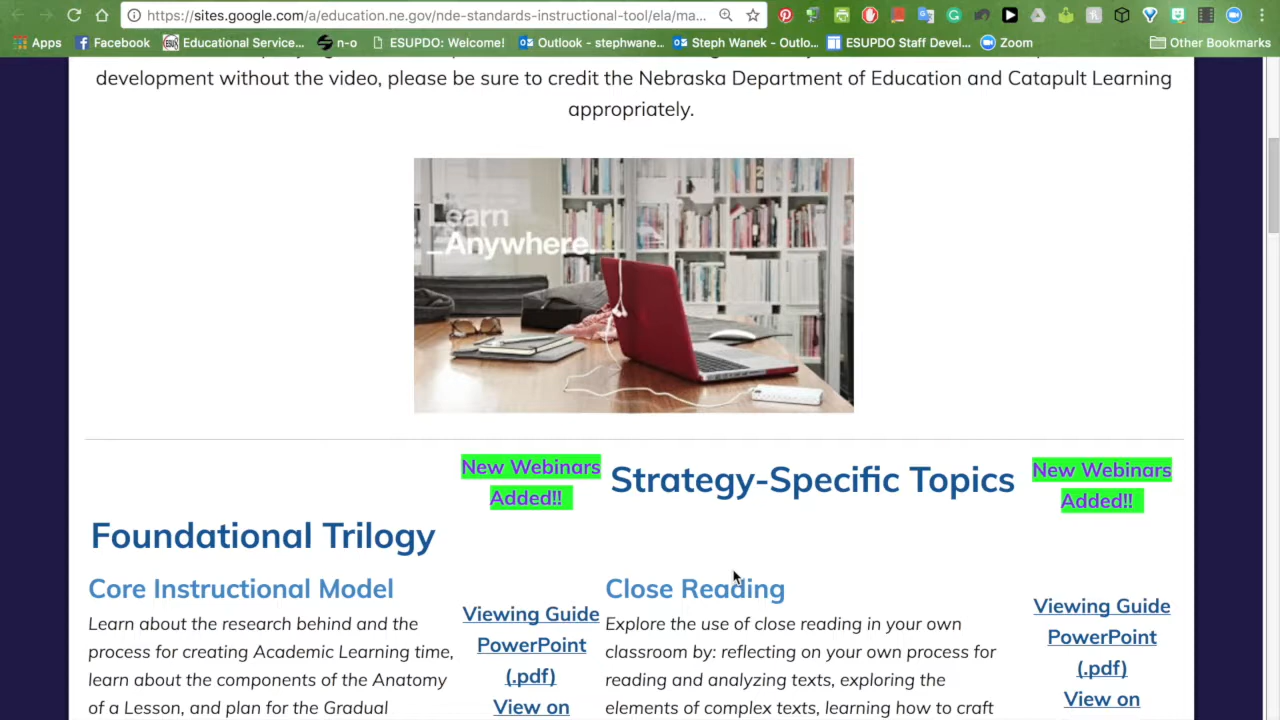 https://sites.google.com/a/education.ne.gov/nde-standards-instructional-tool/ela/ma...
Apps
Facebook
Educational Service...
n-o
ESUPDO: Welcome!
Outlook - stephwane...
Steph Wanek - Outlo...
ESUPDO Staff Devel...
Zoom
Other Bookmarks
development without the video, please be sure to credit the Nebraska Department of Education and Catapult Learning
appropriately.
Learn
_Anywhere.
New Webinars
Added!!
Foundational Trilogy
Core Instructional Model
Learn about the research behind and the
process for creating Academic Learning time,
learn about the components of the Anatomy
of a Lesson, and plan for the Gradual
Viewing Guide
PowerPoint
(.pdf)
View on
Strategy-Specific Topics
New Webinars
Added!!
Close Reading
Explore the use of close reading in your own
classroom by: reflecting on your own process for
reading and analyzing texts, exploring the
elements of complex texts, learning how to craft
Viewing Guide
PowerPoint
(.pdf)
View on